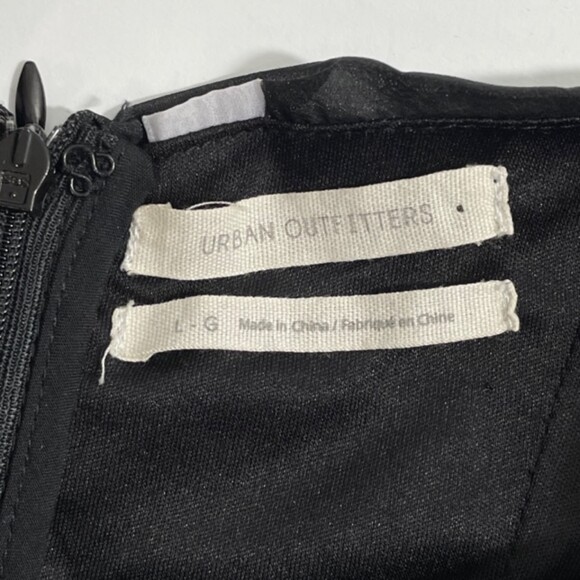 URBAN OUTFITTERS
L - G Made in China / Fabriqué en Chine